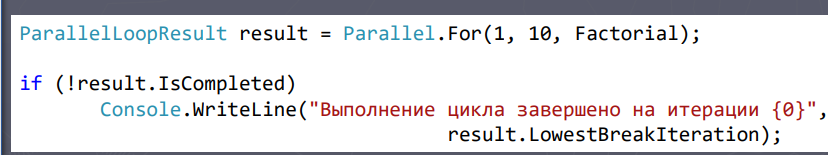 ParallelLoopResult result = Parallel.For(1, 10, Factorial);
if (!result.IsCompleted)
Console.WriteLine("Выполнение цикла завершено на итерации {0}",
result.LowestBreakIteration);